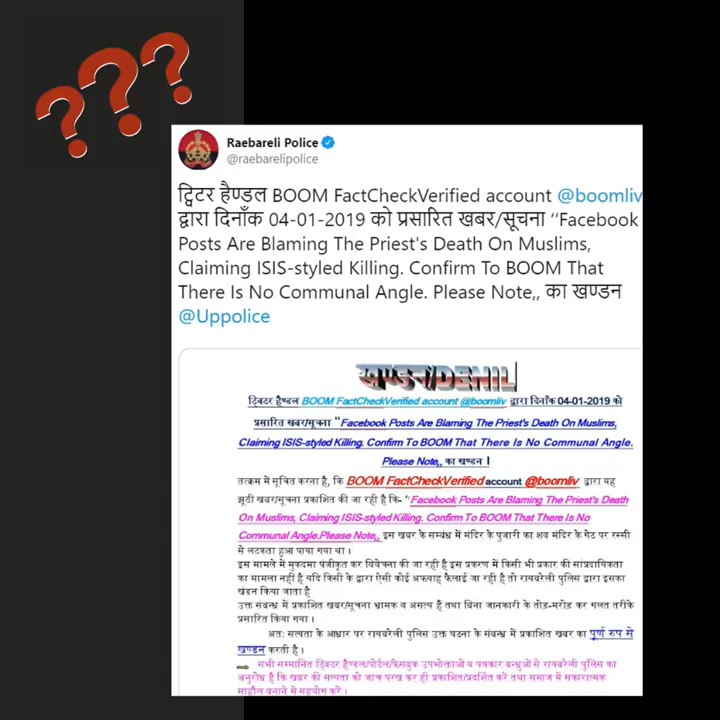 ???
Raebareli Police
@raebarelipolice
ट्विटर हैण्डल BOOM FactCheckVerified account @boomliv
द्वारा दिनाँक 04-01-2019 को प्रसारित खबर/सूचना ‘‘Facebook
Posts Are Blaming The Priest's Death On Muslims,
Claiming ISIS-styled Killing. Confirm To BOOM That
There Is No Communal Angle. Please Note,, का खण्डन
@Uppolice
खण्डन/DENIL
ट्विटर हैण्डल BOOM FactCheckVerified account @boomliv द्वारा दिनाँक 04-01-2019 को
प्रसारित खबर/सूचना “Facebook Posts Are Blaming The Priest's Death On Muslims,
Claiming ISIS-styled Killing. Confirm To BOOM That There Is No Communal Angle.
Please Note,, का खण्डन ।
तत्क्रम में सूचित करना है, कि BOOM FactCheckVerified account @boomliv द्वारा यह
झूठी खबर/सूचना प्रकाशित की जा रही है कि- “Facebook Posts Are Blaming The Priest's Death
On Muslims, Claiming ISIS-styled Killing. Confirm To BOOM That There Is No
Communal Angle.Please Note,, इस खबर के सम्बंध में मंदिर के पुजारी का शव मंदिर के गेट पर रस्सी
से लटकता हुआ पाया गया था ।
इस मामले में मुकदमा पंजीकृत कर विवेचना की जा रही है इस प्रकरण में किसी भी प्रकार की सांप्रदायिकता
का मामला नहीं है यदि किसी के द्वारा ऐसी कोई अफवाह फैलाई जा रही है तो रायबरेली पुलिस द्वारा इसका
खंडन किया जाता है
उक्त संबन्ध में प्रकाशित खबर/सूचना भ्रामक व असत्य हैं तथा बिना जानकारी के तोड़-मरोड़ कर गलत तरीके
प्रसारित किया गया ।
अतः सत्यता के आधार पर रायबरेली पुलिस उक्त घटना के संबन्ध में प्रकाशित खबर का पूर्ण रुप से
खण्डन करती है ।
सभी सम्मानित ट्विटर हैण्डल/पोर्टल/फेसबुक उपभोक्ताओं व पत्रकार बन्धुओं से रायबरेली पुलिस का
अनुरोध है कि खबर की सत्यता को जांच परख कर ही प्रकाशित/प्रदर्शित करें तथा समाज में सकारात्मक
माहौल बनाने में सहयोग करें ।